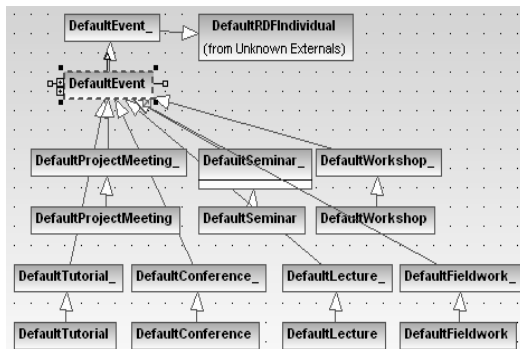 DefaultEvent_
DefaultRDFIndividual
(from Unknown Externals)
DefaultEvent
DefaultProjectMeeting_
DefaultSeminar_
DefaultWorkshop_
DefaultProjectMeeting
DefaultSeminar
DefaultWorkshop
DefaultTutorial_
DefaultConference_
DefaultLecture_
DefaultFieldwork_
DefaultTutorial
DefaultConference
DefaultLecture
DefaultFieldwork